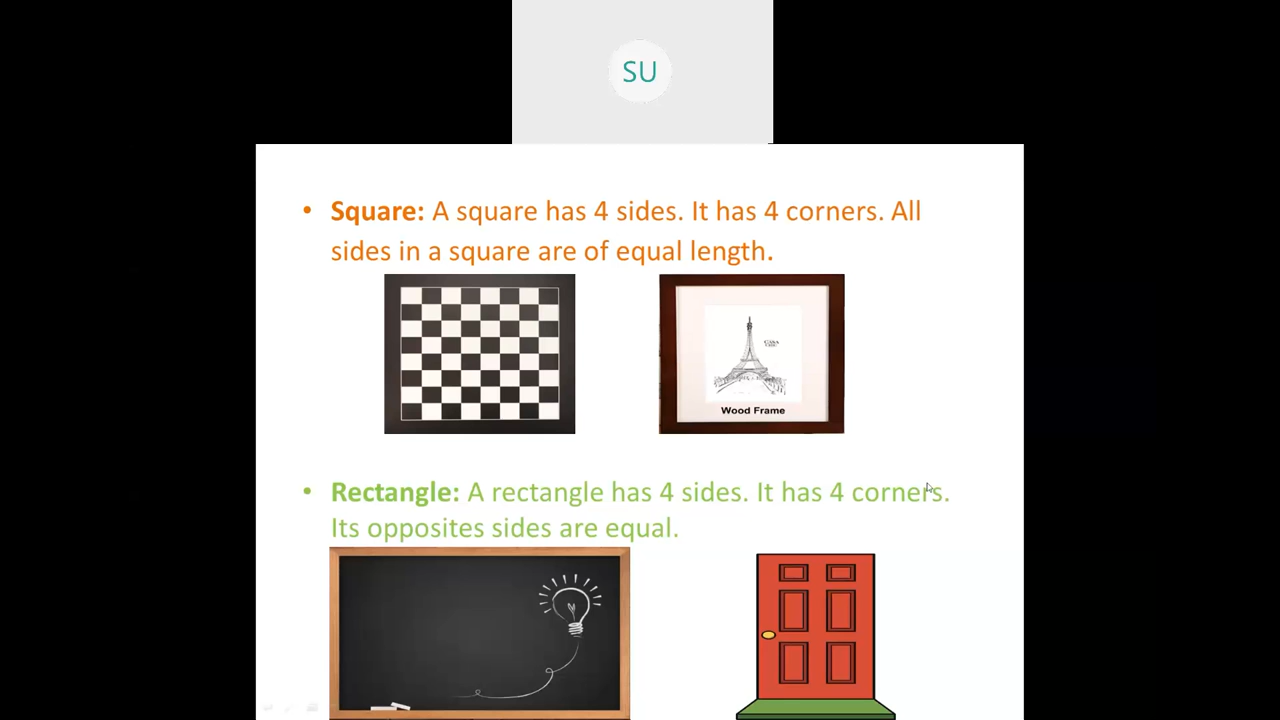 SU
• Square: A square has 4 sides. It has 4 corners. All
sides in a square are of equal length.
Wood Frame
• Rectangle: A rectangle has 4 sides. It has 4 corners.
Its opposites sides are equal.